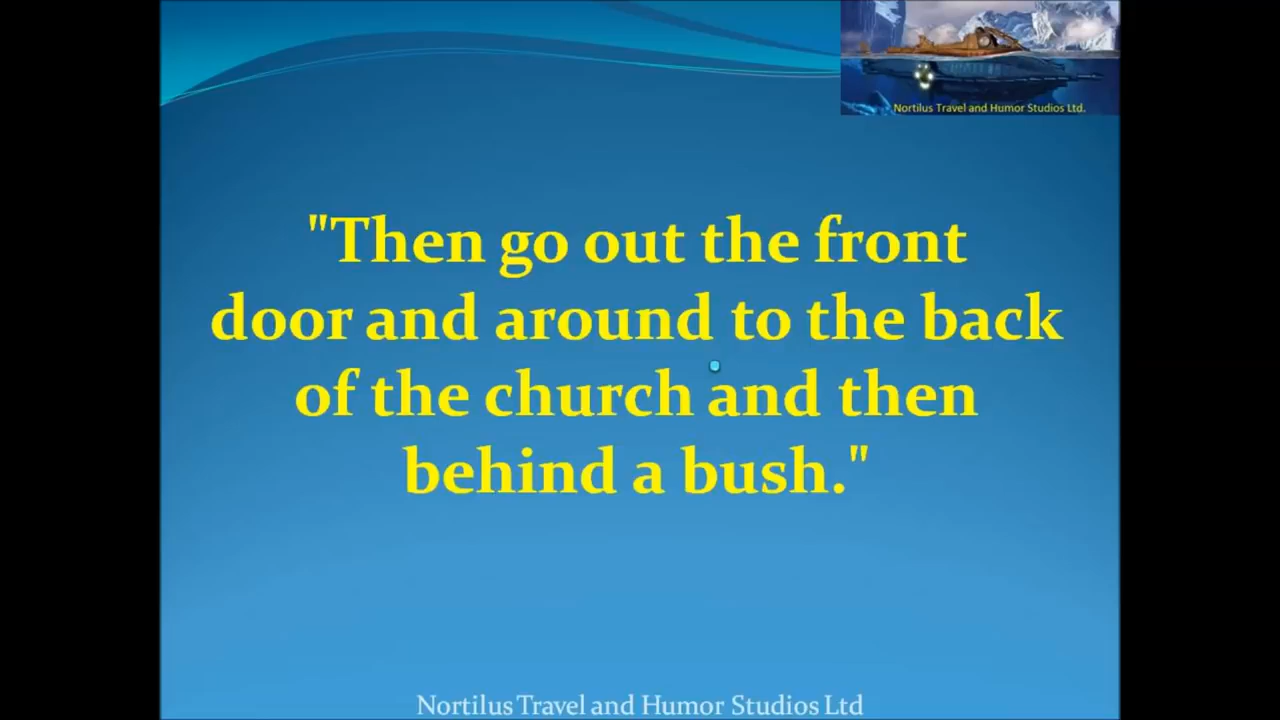 Nortilus Travel and Humor Studios Ltd.
"Then go out the front
door and around to the back
of the church and then
behind a bush."
Nortilus Travel and Humor Studios Ltd